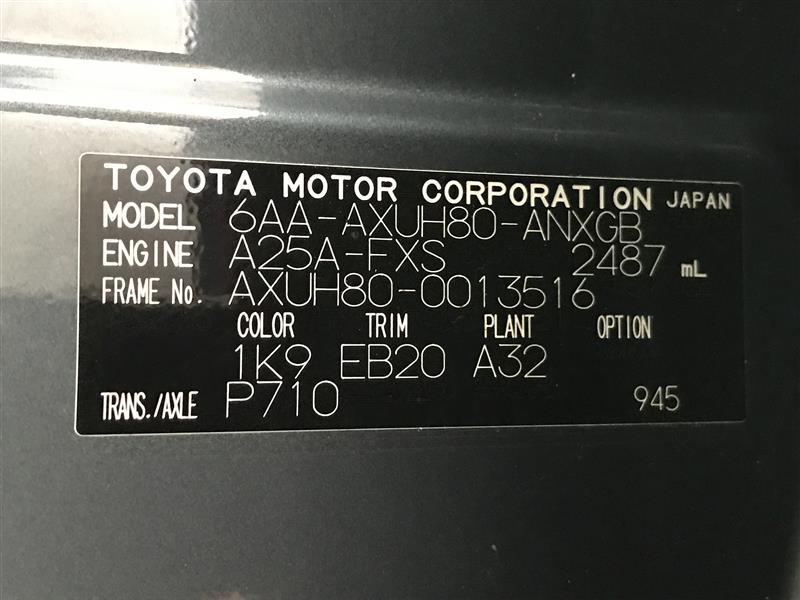 TOYOTA MOTOR CORPORATION JAPAN
MODEL 6AA-AXUH80-ANXGB
ENGINE A25A-FXS 2487 mL
FRAME No. AXUH80-0013516
COLOR TRIM PLANT OPTION
1K9 EB20 A32
TRANS./AXLE P710 945